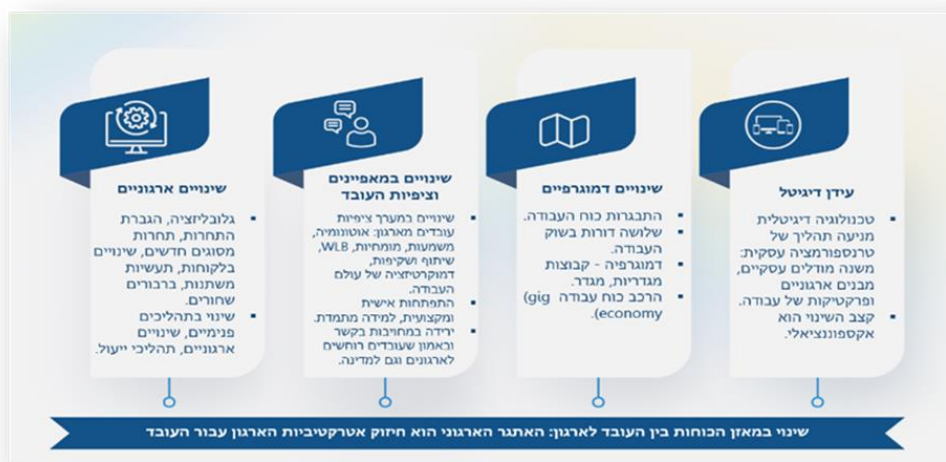 עידן דיגיטל
▪ טכנולוגיה דיגיטלית
מניעה תהליך של
טרנספורמציה עסקית:
משנה מודלים עסקיים,
מבנים ארגוניים
ופרקטיקות של עבודה.
▪ קצב השינוי הוא
אקספוננציאלי.
שינויים דמוגרפיים
▪ התבגרות כוח העבודה.
▪ שלושה דורות בשוק
העבודה.
▪ דמוגרפיה - קבוצות
מגדריות, מגדר.
▪ הרכב כוח עבודה gig)
economy).
שינויים במאפיינים
וציפיות העובד
▪ שינויים במערך ציפיות
עובדים מארגון: אוטונומיה,
משמעות, מומחיות, WLB,
שיתוף ושקיפות,
דמוקרטיזציה של עולם
העבודה.
▪ התפתחות אישית
ומקצועית, למידה מתמדת.
▪ ירידה במחויבות בקשר
ובאמון שעובדים רוחשים
לארגונים וגם למדינה.
שינויים ארגוניים
▪ גלובליזציה, הגברת
התחרות, תחרות
מסוגים חדשים, שינויים
בלקוחות, תעשיות
משתנות, ברבורים
שחורים.
▪ שינוי בתהליכים
פנימיים, שינויים
ארגוניים, תהליכי ייעול.
שינוי במאזן הכוחות בין העובד לארגון: האתגר הארגוני הוא חיזוק אטרקטיביות הארגון עבור העובד